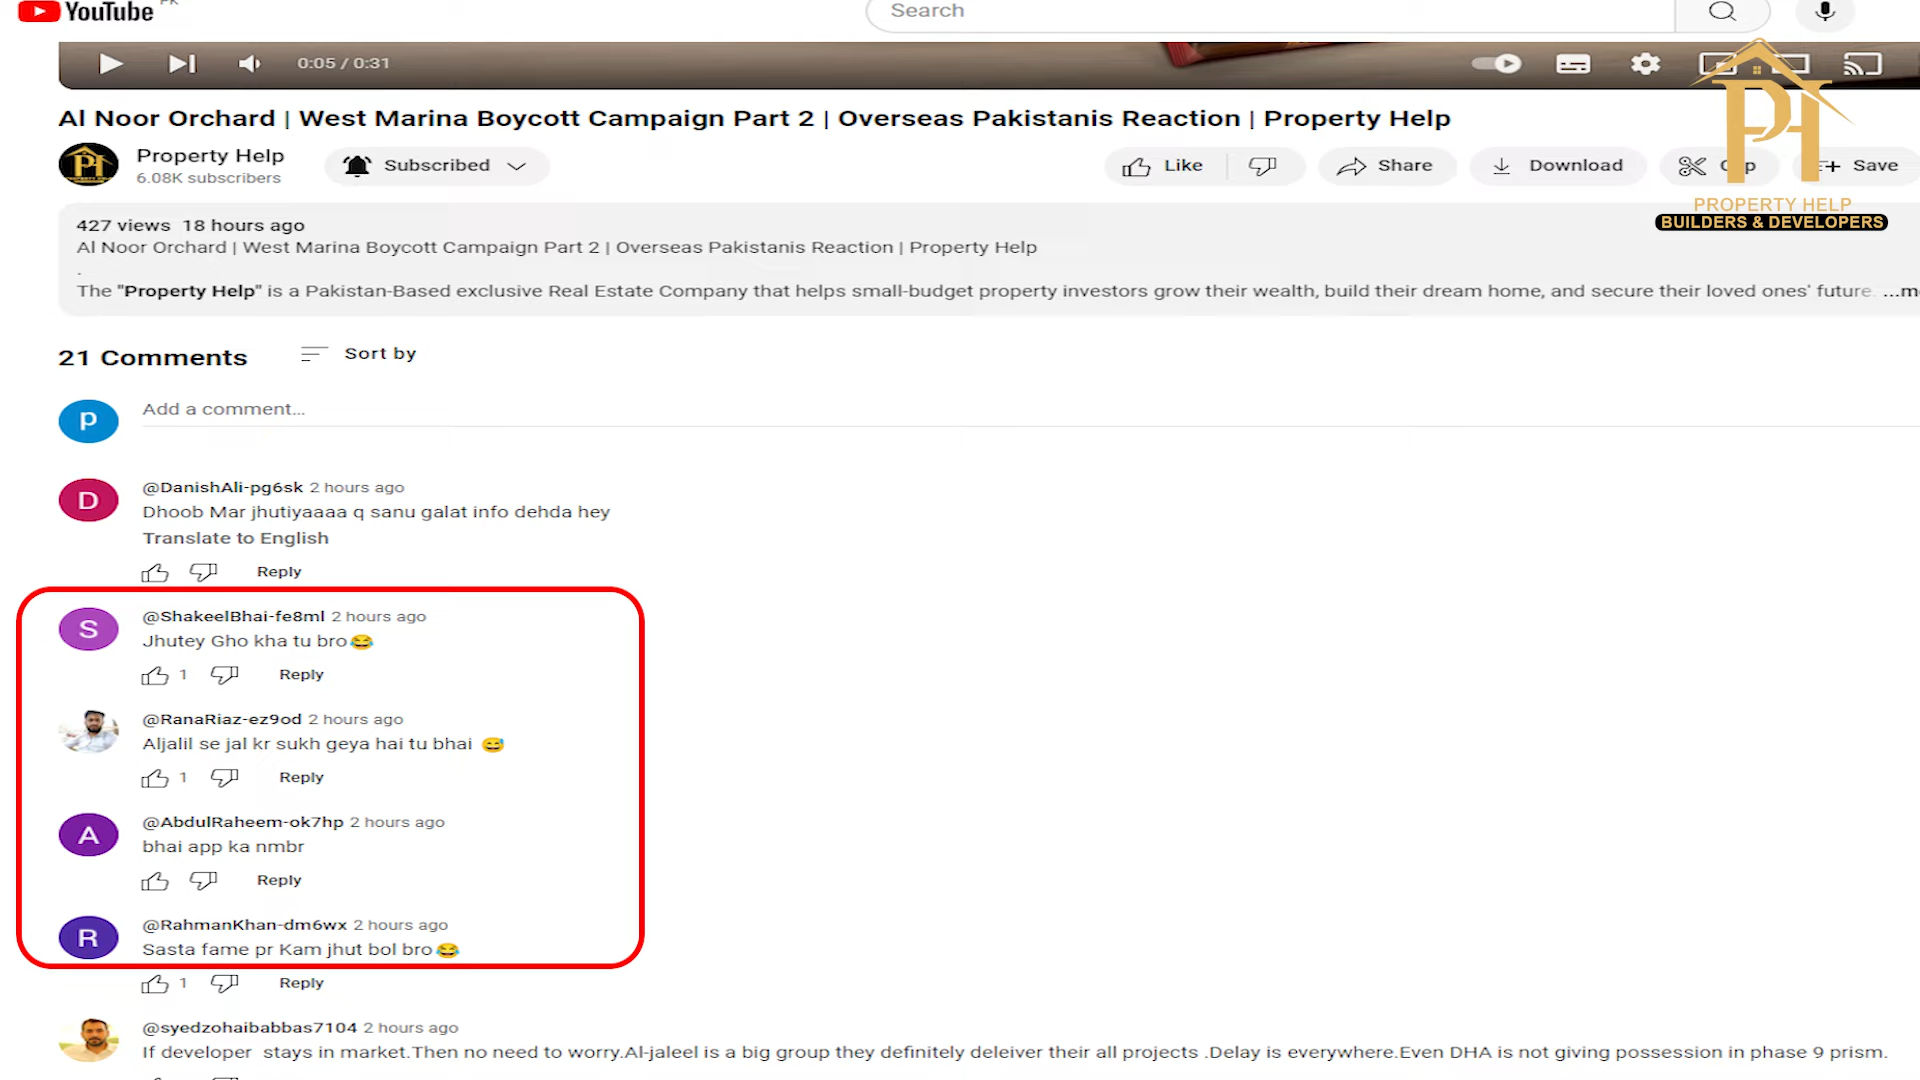 YouTube PK
Search
0:05 / 0:31
Al Noor Orchard | West Marina Boycott Campaign Part 2 | Overseas Pakistanis Reaction | Property Help
Property Help
6.08K subscribers
Subscribed
Like
Share
Download
Save
PROPERTY HELP
BUILDERS & DEVELOPERS
427 views 18 hours ago
Al Noor Orchard | West Marina Boycott Campaign Part 2 | Overseas Pakistanis Reaction | Property Help
.
The "Property Help" is a Pakistan-Based exclusive Real Estate Company that helps small-budget property investors grow their wealth, build their dream home, and secure their loved ones' future.
21 Comments
Sort by
P
Add a comment...
D
@DanishAli-pg6sk 2 hours ago
Dhoob Mar jhutiyaaaa q sanu galat info dehda hey
Translate to English
Reply
S
@ShakeelBhai-fe8ml 2 hours ago
Jhutey Gho kha tu bro😂
1 Reply
@RanaRiaz-ez9od 2 hours ago
Aljalil se jal kr sukh geya hai tu bhai 😅
1 Reply
A
@AbdulRaheem-ok7hp 2 hours ago
bhai app ka nmbr
Reply
R
@RahmanKhan-dm6wx 2 hours ago
Sasta fame pr Kam jhut bol bro😂
1 Reply
@syedzohaibabbas7104 2 hours ago
If developer stays in market.Then no need to worry.Al-jaleel is a big group they definitely deleiver their all projects .Delay is everywhere.Even DHA is not giving possession in phase 9 prism.